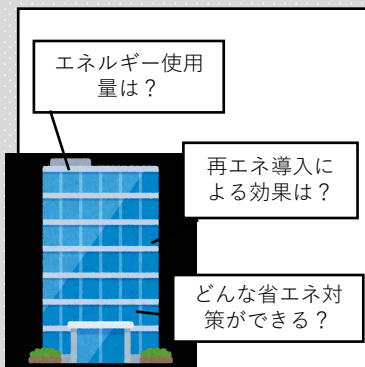 エネルギー使用
量は？
再エネ導入に
よる効果は？
どんな省エネ対
策ができる？